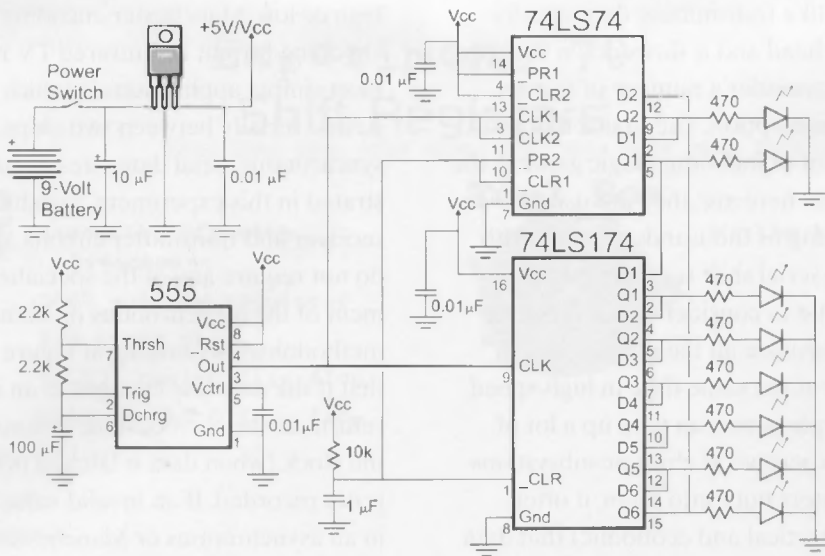 +5V/Vcc
Power
Switch
+
9-Volt
Battery
10 µF
0.01 µF
Vcc
0.01 µF
74LS74
Vcc
14
_PR1
4
_CLR2
13
CLK1
3
CLK2
11
PR2
10
_CLR1
1
Gnd
7
D2
12
Q2
9
D1
2
Q1
5
470
470
Vcc
0.01µF
74LS174
Vcc
16
CLK
9
_CLR
1
Gnd
8
D1
3
Q1
2
D2
4
Q2
5
D3
6
Q3
7
D4
11
Q4
10
D5
13
Q5
12
D6
14
Q6
15
470
470
470
470
470
470
Vcc
2.2K
2.2k
100 µF
555
Thrsh
7
Trig
2
Dchrg
6
Vcc
8
Rst
4
Out
3
Vctrl
5
Gnd
1
Vcc
0.01µF
Vcc
10k
1 µF